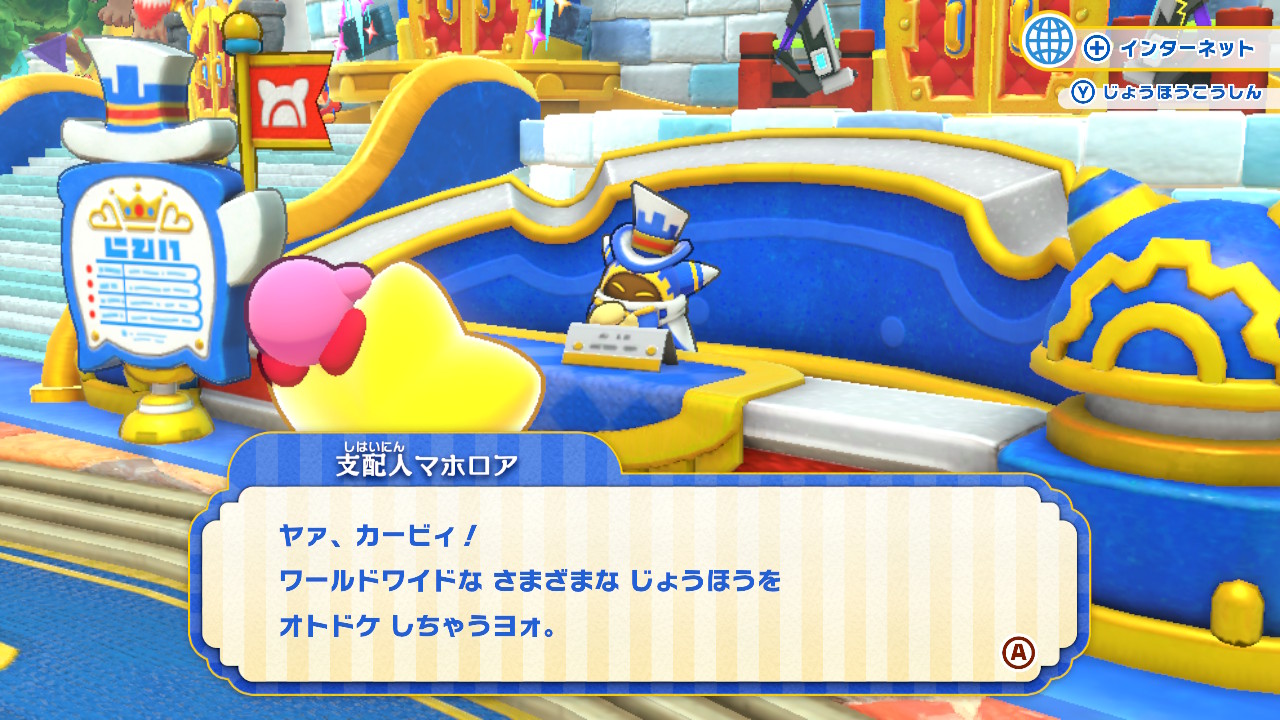 インターネット
Ⓨじょうほうこうしん
しはいにん
支配人マホロア
ヤァ、カービィ！
ワールドワイドな さまざまな じょうほうを
オトドケ しちゃうヨォ。
Ⓐ